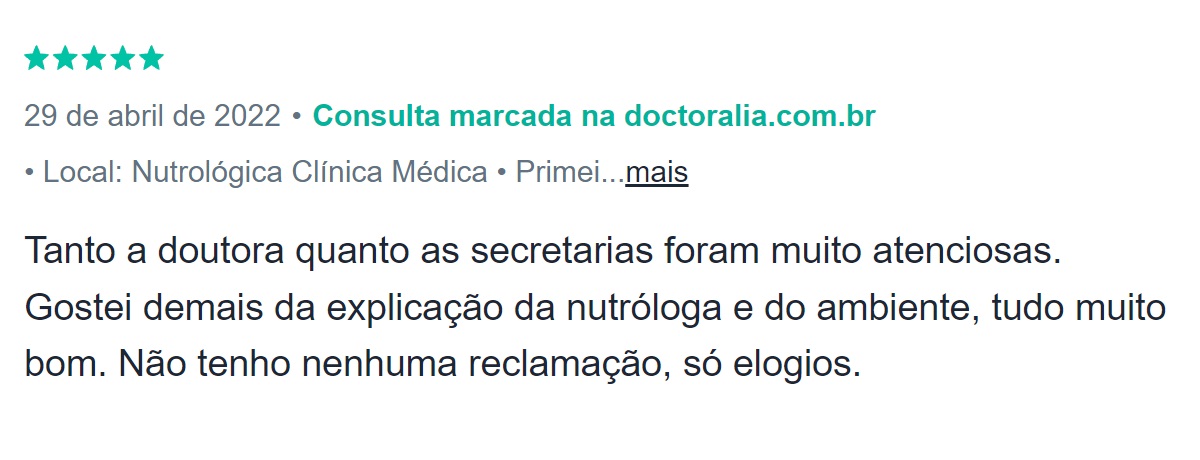 29 de abril de 2022 • Consulta marcada na doctoralia.com.br
• Local: Nutrológica Clínica Médica • Primei...mais
Tanto a doutora quanto as secretarias foram muito atenciosas.
Gostei demais da explicação da nutróloga e do ambiente, tudo muito
bom. Não tenho nenhuma reclamação, só elogios.